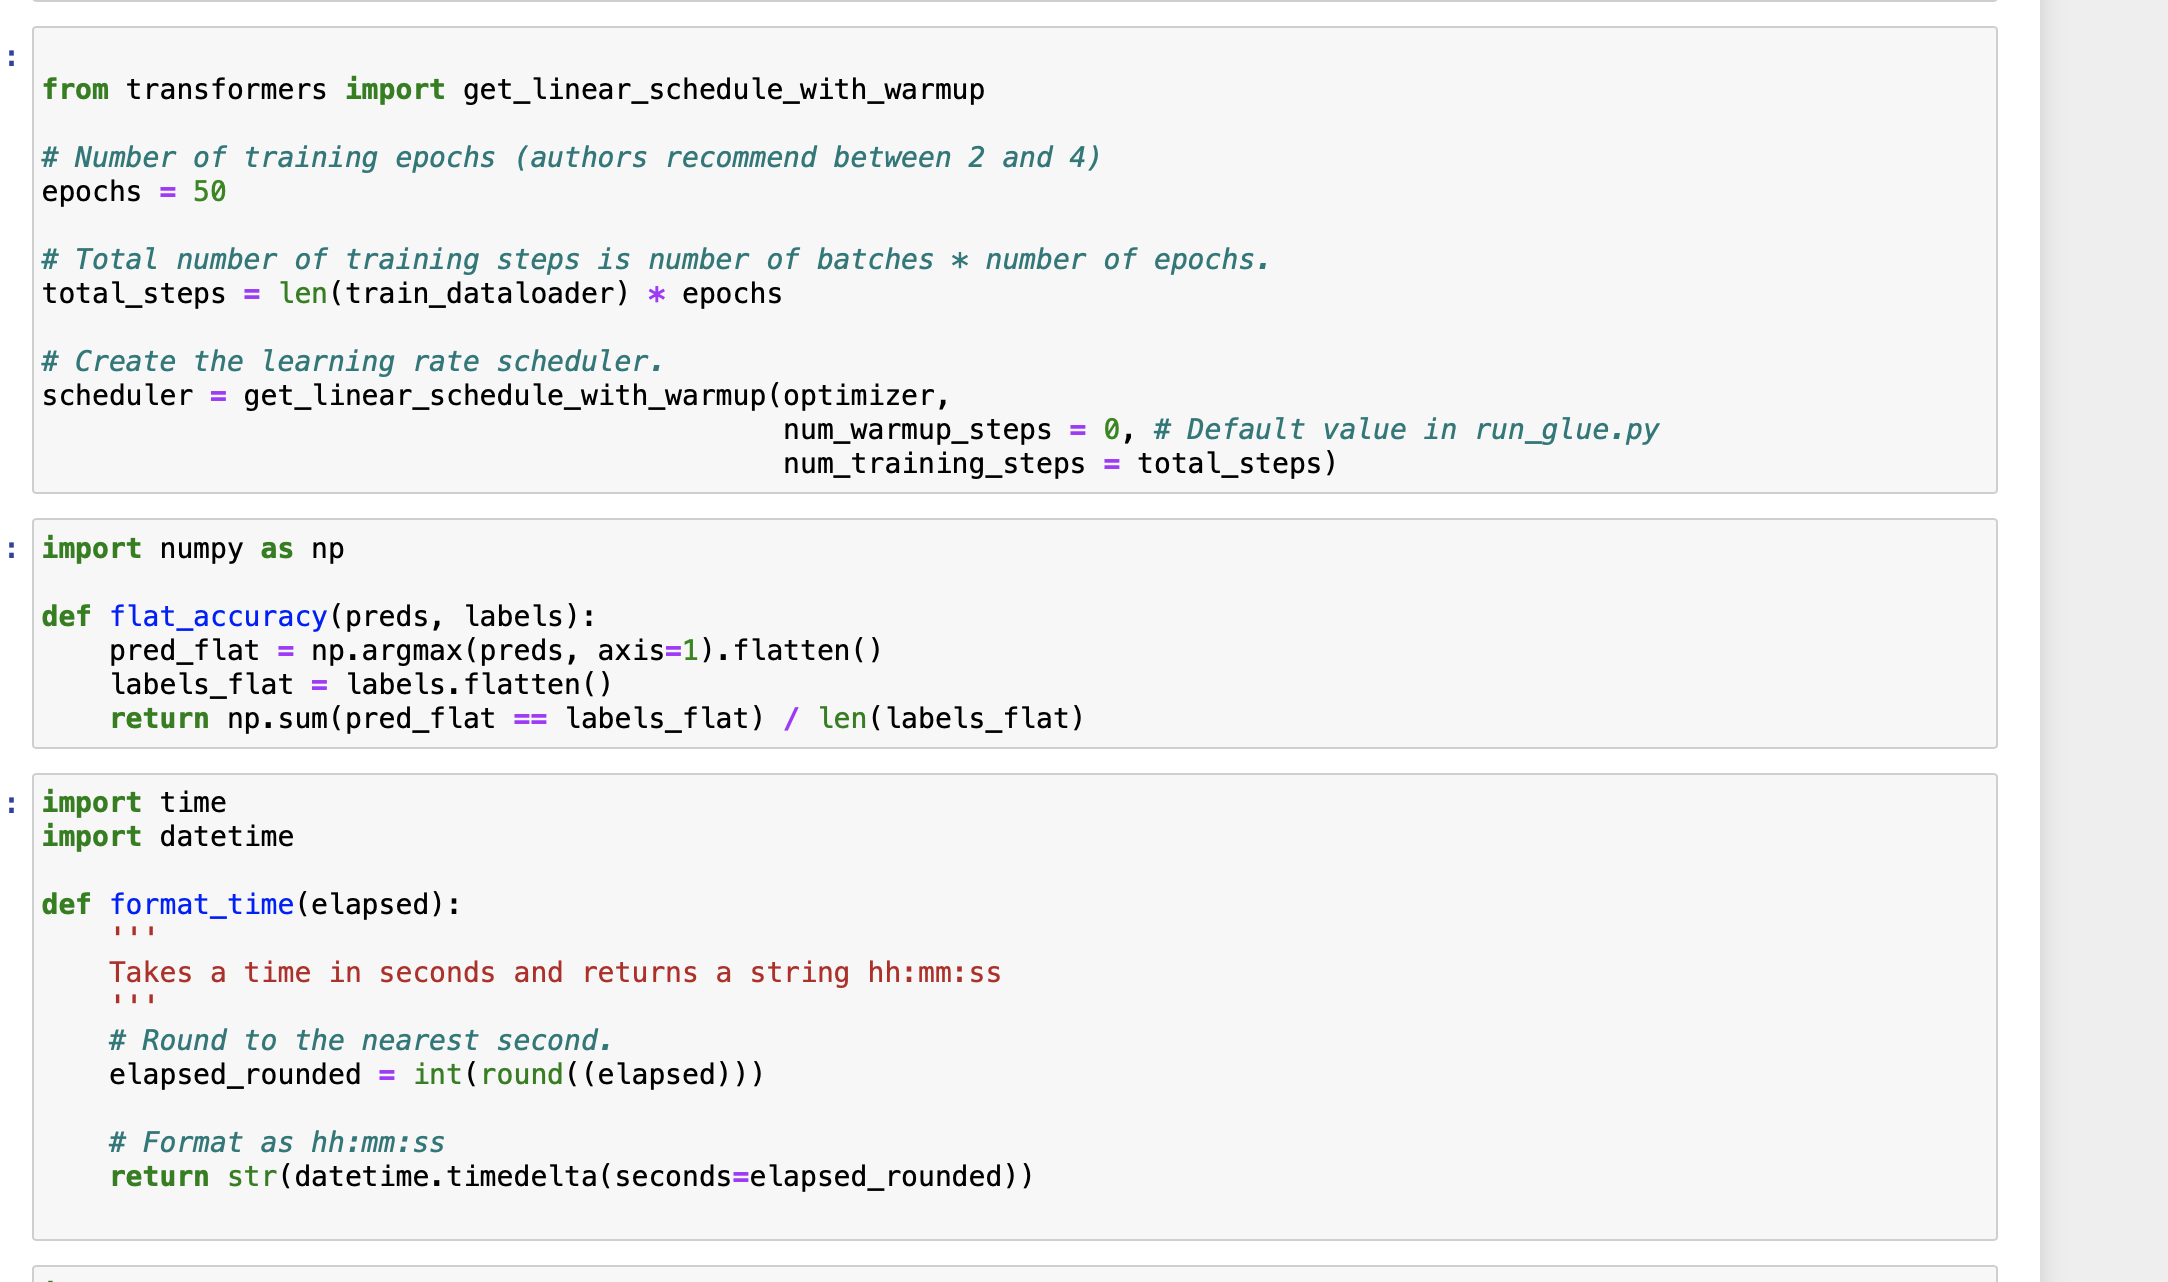 :
from transformers import get_linear_schedule_with_warmup
# Number of training epochs (authors recommend between 2 and 4)
epochs = 50
# Total number of training steps is number of batches * number of epochs.
total_steps = len(train_dataloader) * epochs
# Create the learning rate scheduler.
scheduler = get_linear_schedule_with_warmup(optimizer,
num_warmup_steps = 0, # Default value in run_glue.py
num_training_steps = total_steps)
: import numpy as np
def flat_accuracy(preds, labels):
pred_flat = np.argmax(preds, axis=1).flatten()
labels_flat = labels.flatten()
return np.sum(pred_flat == labels_flat) / len(labels_flat)
: import time
import datetime
def format_time(elapsed):
'''
Takes a time in seconds and returns a string hh:mm:ss
'''
# Round to the nearest second.
elapsed_rounded = int(round((elapsed)))
# Format as hh:mm:ss
return str(datetime.timedelta(seconds=elapsed_rounded))